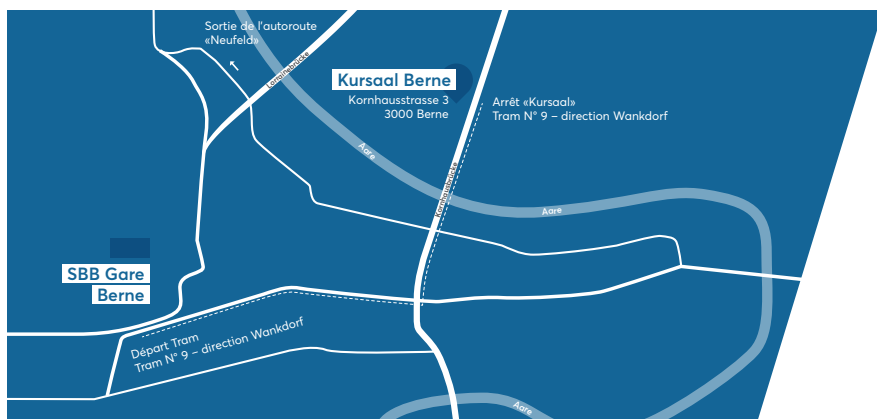 Sortie de l'autoroute
«Neufeld»
Lorrainebrücke
Kursaal Berne
Kornhausstrasse 3
3000 Berne
Arrêt «Kursaal»
Tram N° 9 – direction Wankdorf
Aare
Kornhausbrücke
Aare
SBB Gare
Berne
Départ Tram
Tram N° 9 – direction Wankdorf
Aare